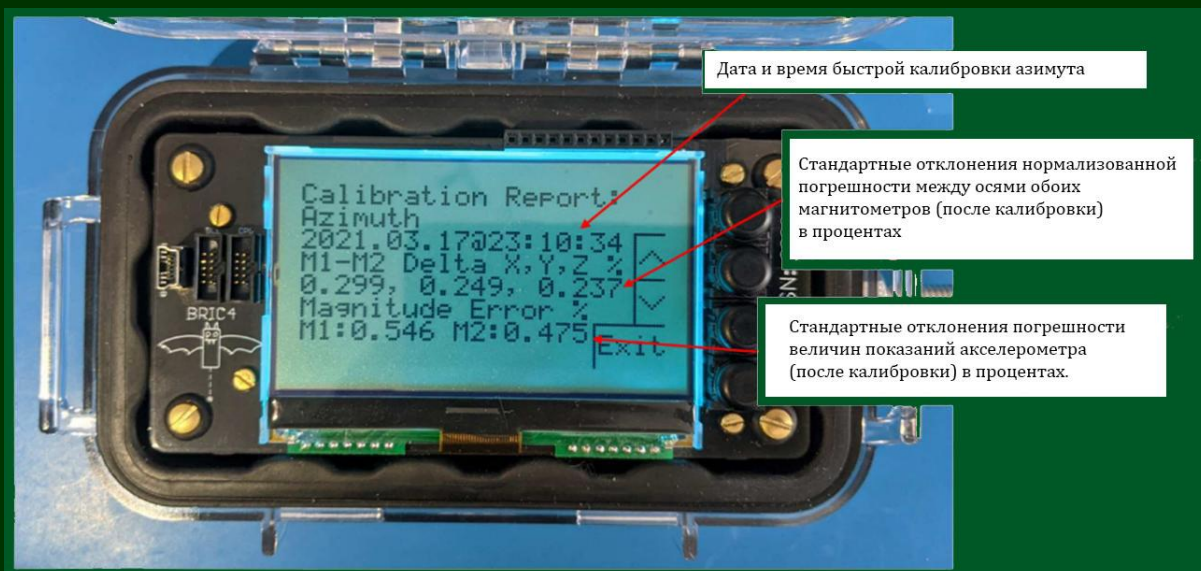 Дата и время быстрой калибровки азимута
Стандартные отклонения нормализованной
погрешности между осями обоих
магнитометров (после калибровки)
в процентах
Стандартные отклонения погрешности
величин показаний акселерометра
(после калибровки) в процентах.
Calibration Report:
Azimuth
2021.03.17@23:10:34
M1-M2 Delta X,Y,Z %
0.299, 0.249, 0.237
Magnitude Error %
M1:0.546 M2:0.475
Exit
BRIC4
SN: